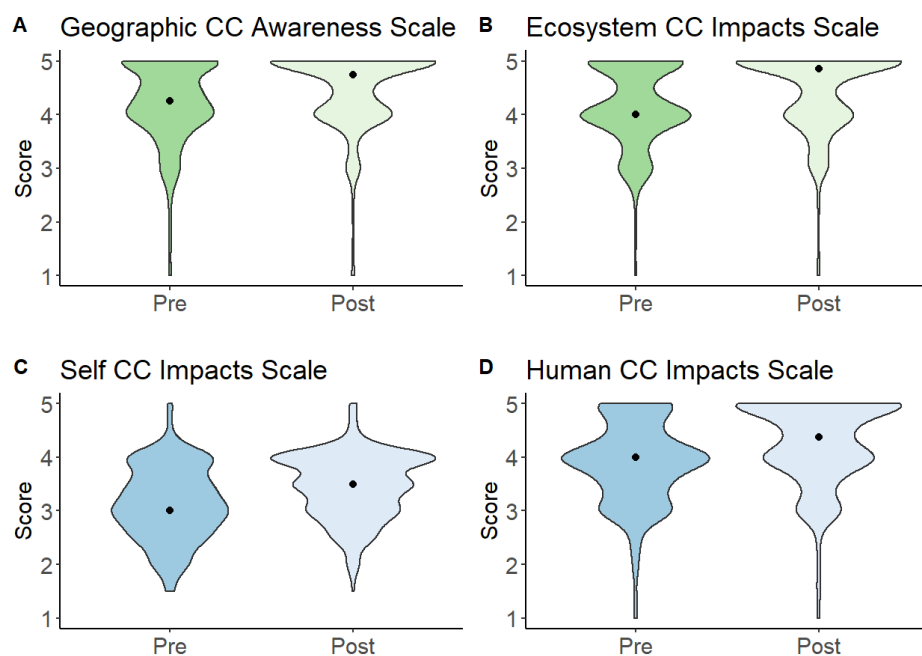 A Geographic CC Awareness Scale
Score
5
4
3
2
1
Pre Post
B Ecosystem CC Impacts Scale
Score
5
4
3
2
1
Pre Post
C Self CC Impacts Scale
Score
5
4
3
2
1
Pre Post
D Human CC Impacts Scale
Score
5
4
3
2
1
Pre Post